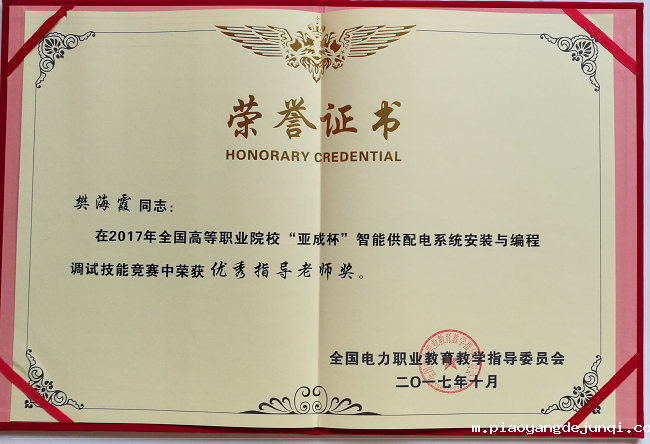 荣誉证书
HONORARY CREDENTIAL
樊海霞同志：
在2017年全国高等职业院校“亚成杯”智能供配电系统安装与编程
调试技能竞赛中荣获优秀指导老师奖。
全国电力职业教育教学指导委员会
二〇一七年十月
m.piaoyangdejunqi.co